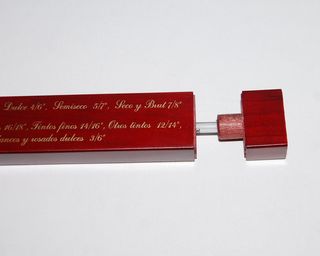 Dulce 4/6°, Semiseco 5/7°, Seco y Brut 7/8°
16/18°, Tintos finos 14/16°, Otros tintos 12/14°,
y rosados dulces 3/6°